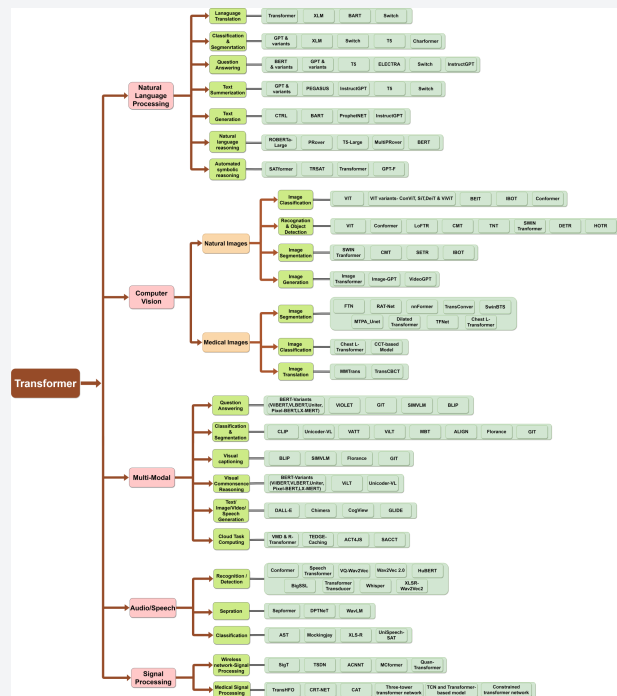 Transformer
Natural
Language
Processing
Lanaguage
Translation
Transformer XLM BART Switch
Classification
&
Segmenrtation
GPT &
variants XLM Switch T5 Charformer
Question
Answering
BERT
& variants GPT &
variants T5 ELECTRA Switch InstructGPT
Text
Summerization
GPT &
variants PEGASUS InstructGPT T5 Switch
Text
Generation
CTRL BART ProphetNET InstructGPT
Natural
language
reasoning
ROBERTo-
Large PRover T5-Large MultiPRover BERT
Automated
symbolic
reasoning
SATformer TRSAT Transformer GPT-F
Computer
Vision
Natural Images
Image
Classification
ViT ViT variants- ConViT, SiT,DeiT & ViViT BEIT IBOT Conformer
Recognation
& Object
Detection
ViT Conformer LoFTR CMT TNT SWIN
Tranformer DETR HOTR
Image
Segmentation
SWIN
Tranformer CMT SETR IBOT
Image
Generation
Image
Transformer Image-GPT VideoGPT
Medical Images
Image
Segmentation
FTN RAT-Net nnFormer TransConver SwinBTS
MTPA_Unet Dilated
Transformer TFNet Chest L-
Transformer
Image
Classification
Chest L-
Transformer CCT-based
Model
Image
Translation
MMTrans TransCBCT
Multi-Modal
Question
Answering
BERT-Variants
(VilBERT,VLBERT,Uniter,
Pixel-BERT,LX-MERT) VIOLET GIT SIMVLM BLIP
Classification
&
Segmentation
CLIP Unicoder-VL VATT ViLT MBT ALIGN Florance GIT
Visual
captioning
BLIP SIMVLM Florance GIT
Visual
Commonsence
Reasoning
BERT-Variants
(VilBERT,VLBERT,Uniter,
Pixel-BERT,LX-MERT) ViLT Unicoder-VL
Text/
Image/Video/
Speech
Generation
DALL-E Chimera CogView GLIDE
Cloud Task
Computing
VMD & R-
Transformer TEDGE-
Caching ACT4JS SACCT
Audio/Speech
Recognition /
Detection
Conformer Speech
Transformer VQ-Wav2Vec Wav2Vec 2.0 HuBERT
BigSSL Transformer
Transducer Whisper XLSR-
Wav2Vec2
Sepration
Sepformer DPTNeT WavLM
Classification
AST Mockingjay XLS-R UniSpeech-
SAT
Signal
Processing
Wireless
network-Signal
Processing
SigT TSDN ACNNT MCformer Quan-
Transformer
Medical Signal
Processing
TransHFO CRT-NET CAT Three-tower
transformer network TCN and Transformer-
based model Constrained
transformer network